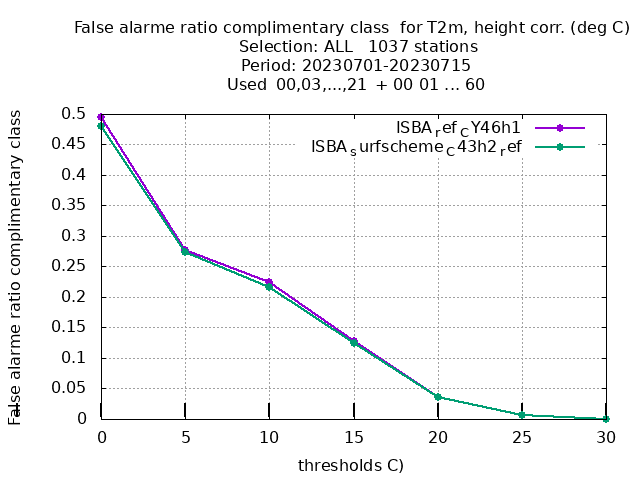 False alarme ratio complimentary class  for T2m, height corr. (deg C)
Selection: ALL   1037 stations
Period: 20230701-20230715
Used  00,03,...,21  + 00 01 ... 60
False alarme ratio complimentary class
0.5
0.45
0.4
0.35
0.3
0.25
0.2
0.15
0.1
0.05
0
ISBA_ref_CY46h1
ISBA_surfscheme_C43h2_ref
0 5 10 15 20 25 30
thresholds C)